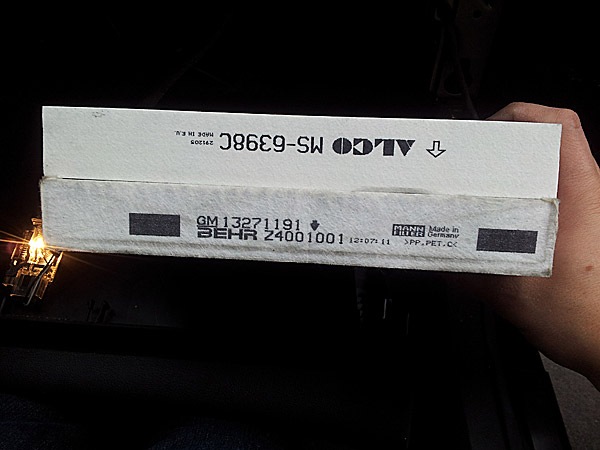 ALCO MS-6398C
291205
MADE IN E.U.
GM 13271191
BEHR Z4001001 12:07:11
MANN FILTER
Made in Germany
>PP.PET.C<